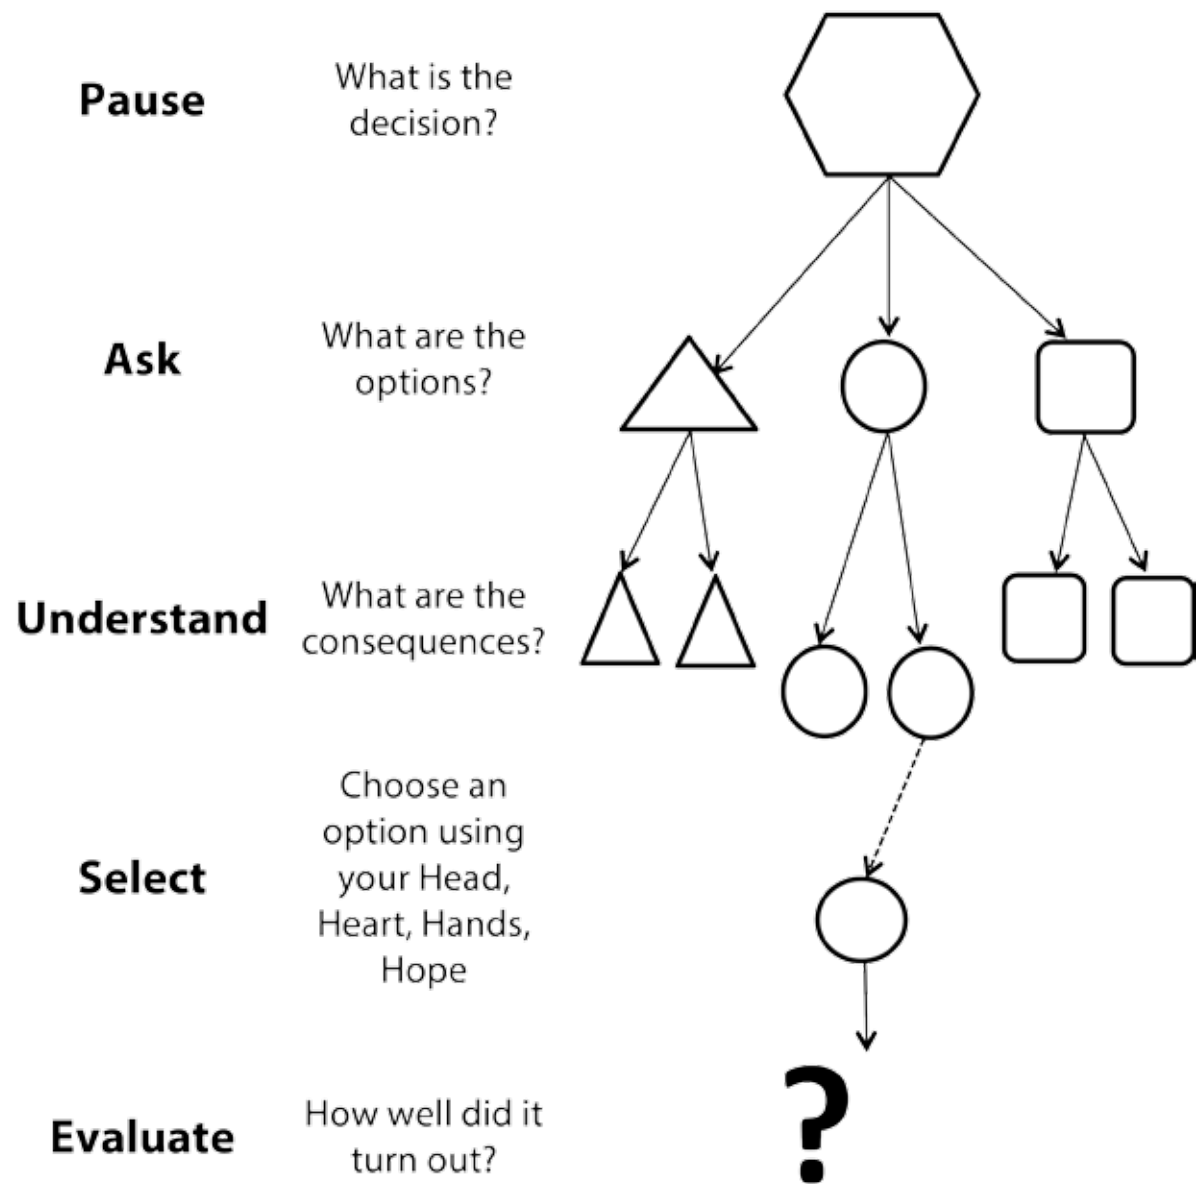 Pause
What is the
decision?
Ask
What are the
options?
Understand
What are the
consequences?
Select
Choose an
option using
your Head,
Heart, Hands,
Hope
Evaluate
How well did it
turn out?
?